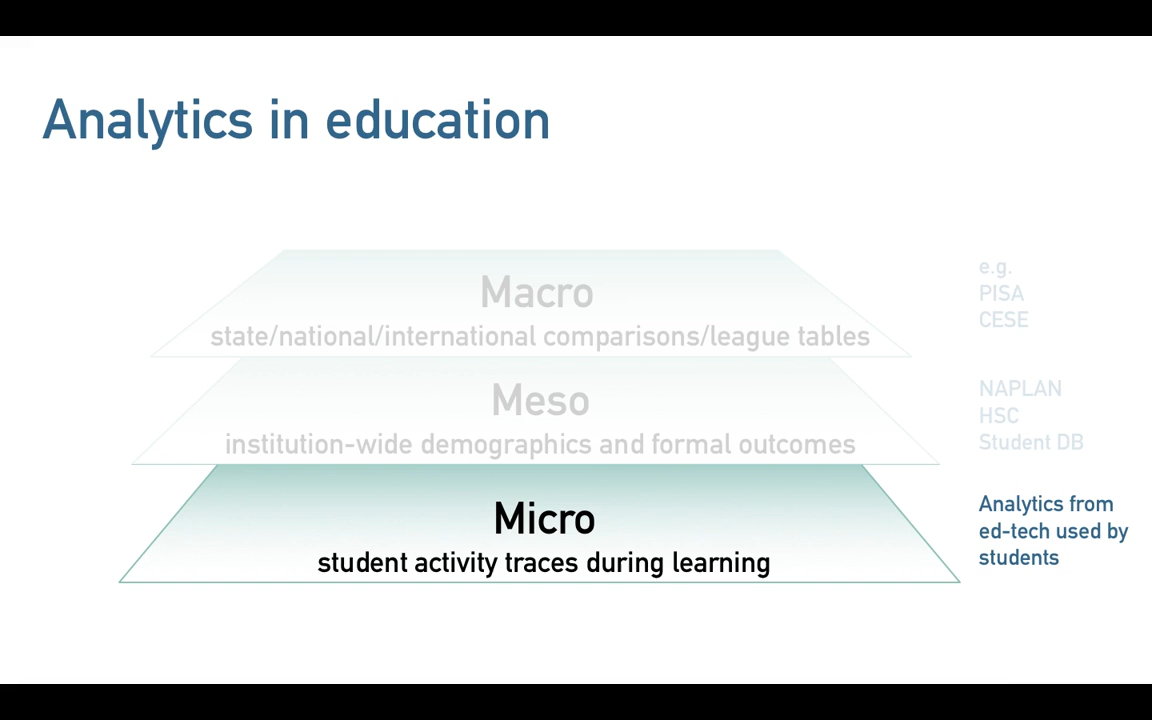 Analytics in education
Macro
state/national/international comparisons/league tables
e.g.
PISA
CESE
Meso
institution-wide demographics and formal outcomes
NAPLAN
HSC
Student DB
Micro
student activity traces during learning
Analytics from
ed-tech used by
students